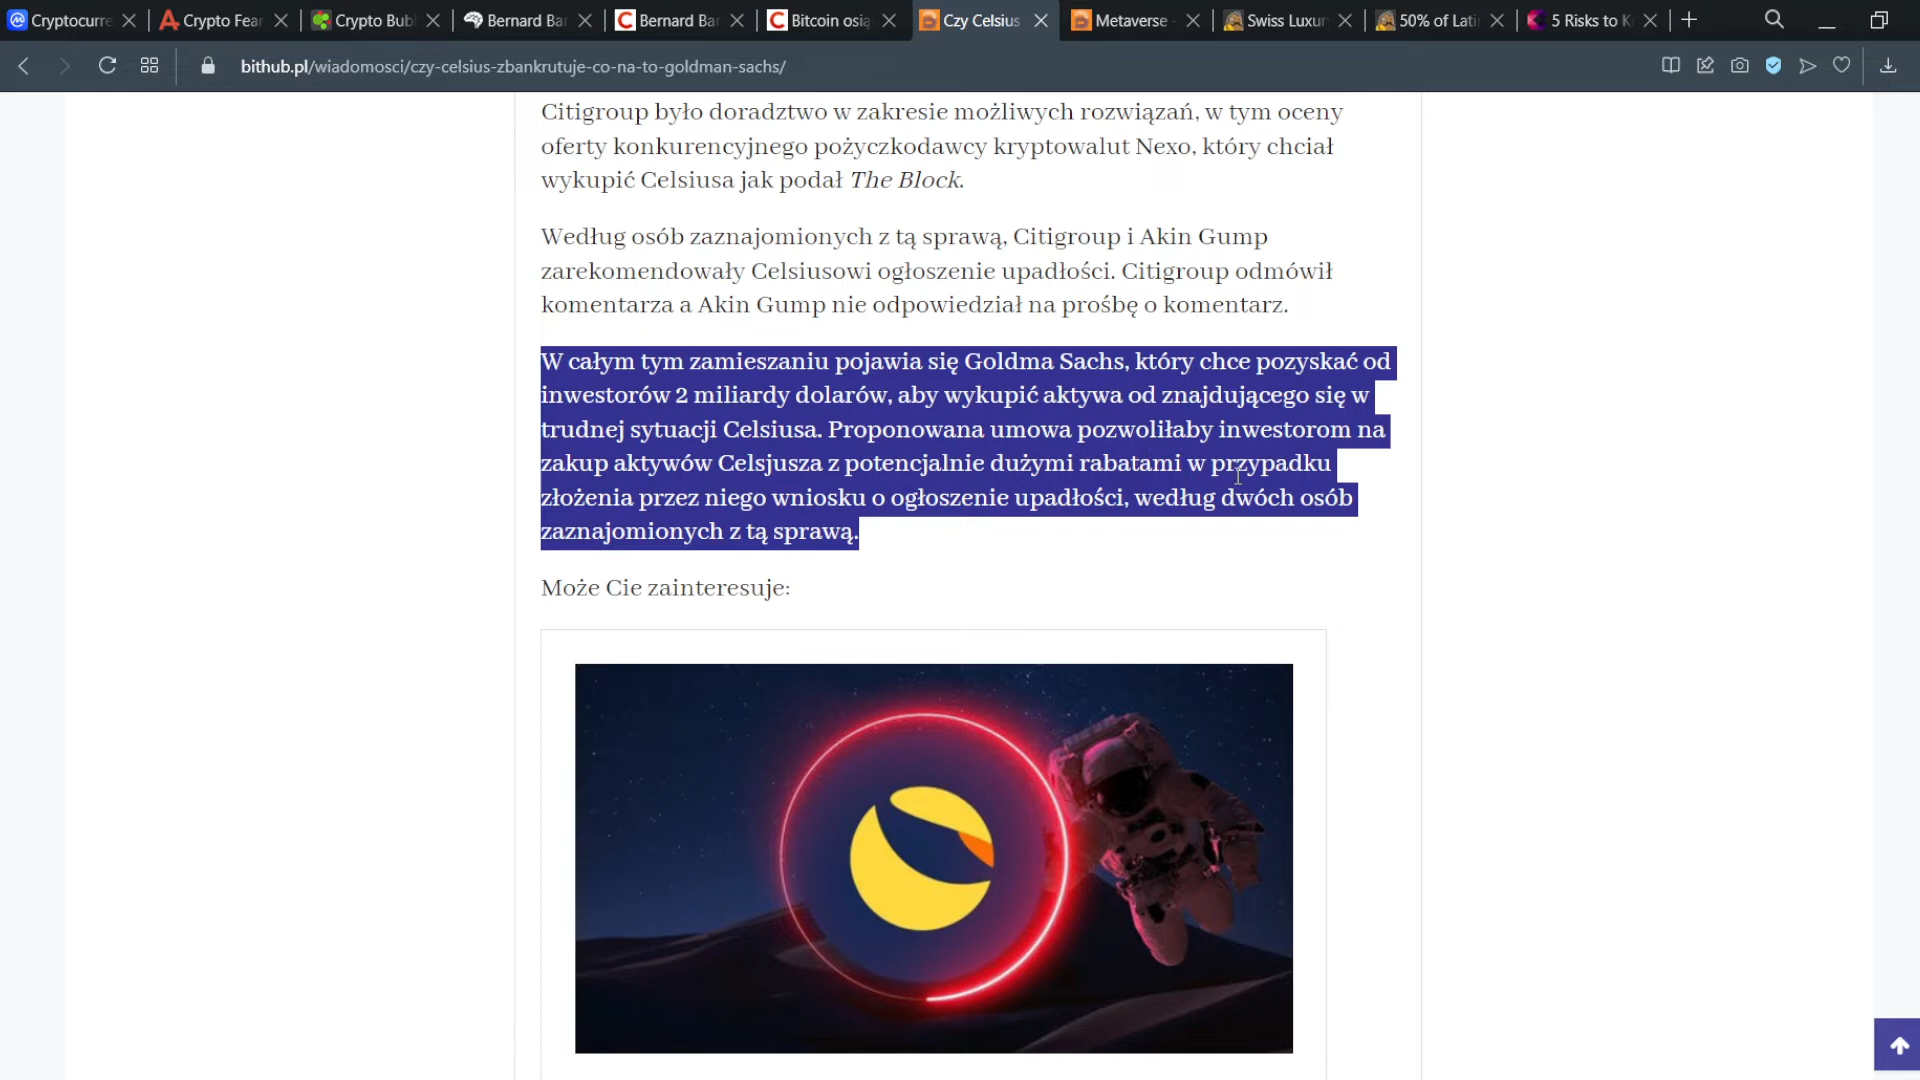 Cryptocurre
Crypto Fear
Crypto Bubl
Bernard Bar
Bernard Bar
Bitcoin osią
Czy Celsius
Metaverse -
Swiss Luxur
50% of Lati
5 Risks to K
bithub.pl/wiadomosci/czy-celsius-zbankrutuje-co-na-to-goldman-sachs/
Citigroup było doradztwo w zakresie możliwych rozwiązań, w tym oceny
oferty konkurencyjnego pożyczkodawcy kryptowalut Nexo, który chciał
wykupić Celsiusa jak podał The Block.
Według osób zaznajomionych z tą sprawą, Citigroup i Akin Gump
zarekomendowały Celsiusowi ogłoszenie upadłości. Citigroup odmówił
komentarza a Akin Gump nie odpowiedział na prośbę o komentarz.
W całym tym zamieszaniu pojawia się Goldma Sachs, który chce pozyskać od
inwestorów 2 miliardy dolarów, aby wykupić aktywa od znajdującego się w
trudnej sytuacji Celsiusa. Proponowana umowa pozwoliłaby inwestorom na
zakup aktywów Celsjusza z potencjalnie dużymi rabatami w przypadku
złożenia przez niego wniosku o ogłoszenie upadłości, według dwóch osób
zaznajomionych z tą sprawą.
Może Cie zainteresuje: